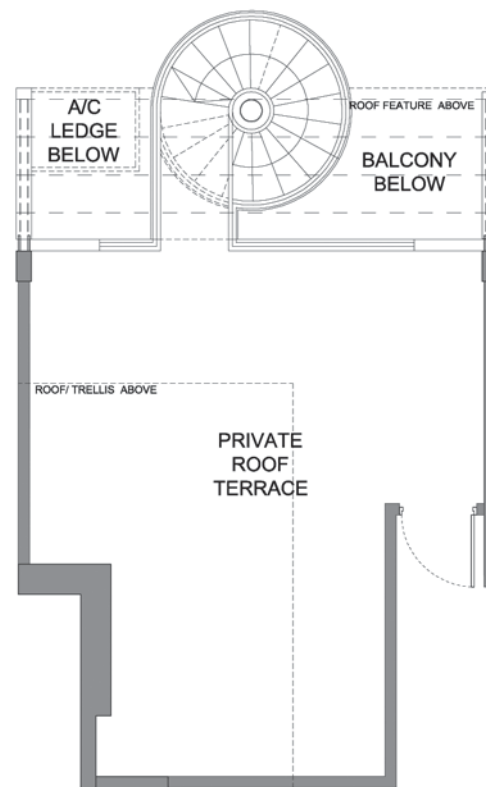 A/C
LEDGE
BELOW
ROOF FEATURE ABOVE
BALCONY
BELOW
ROOF/ TRELLIS ABOVE
PRIVATE
ROOF
TERRACE